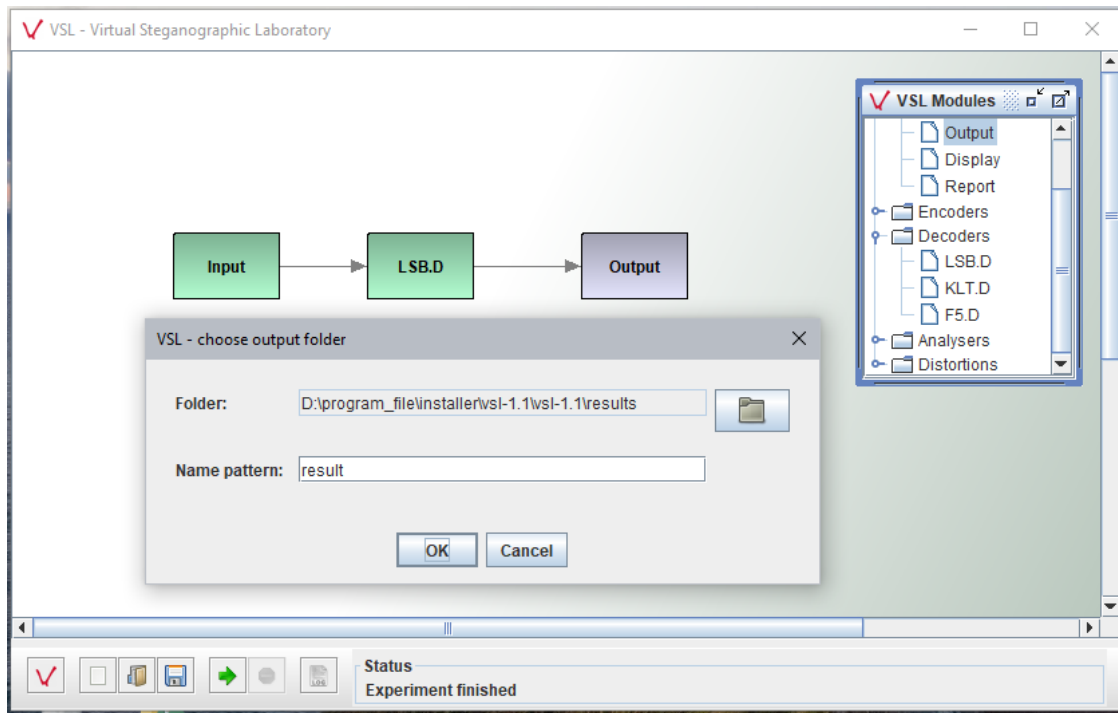 VSL - Virtual Steganographic Laboratory
VSL Modules
Output
Display
Report
Encoders
Decoders
LSB.D
KLT.D
F5.D
Analysers
Distortions
Input
LSB.D
Output
VSL - choose output folder
Folder:
D:\program_file\installer\vsl-1.1\vsl-1.1\results
Name pattern:
result
OK
Cancel
LOG
Status
Experiment finished